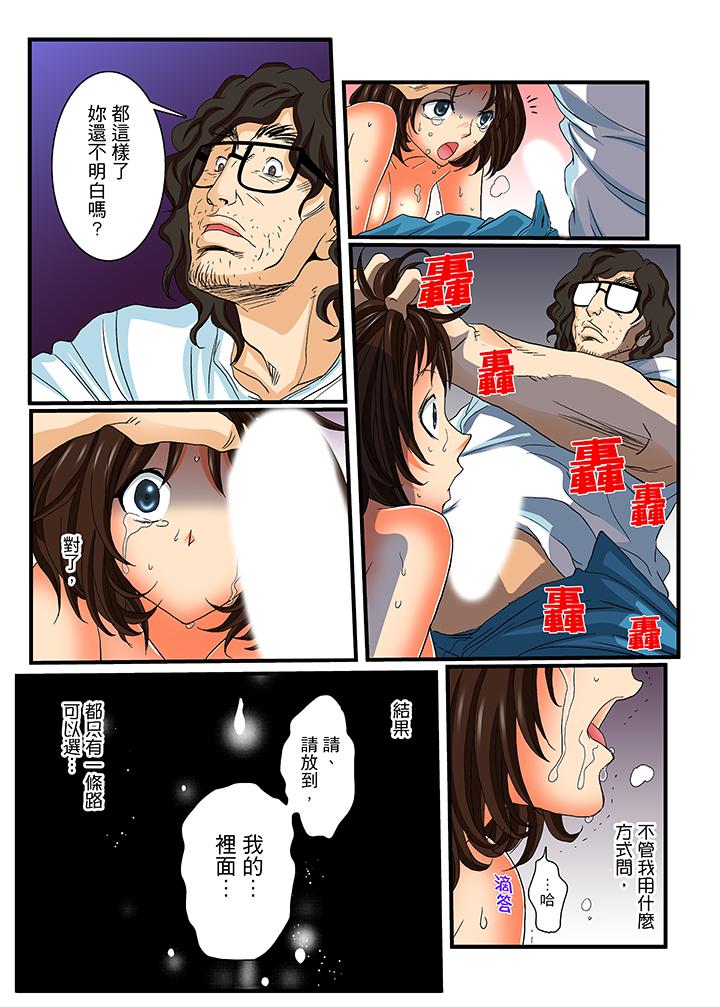 轟
轟
轟
轟
轟
轟
都這樣了
妳還不明白嗎？
對了，
不管我用什麼
方式問，
…哈
滴答
結果
請、
請放到，
我的…
裡面…
都只有一條路
可以選…